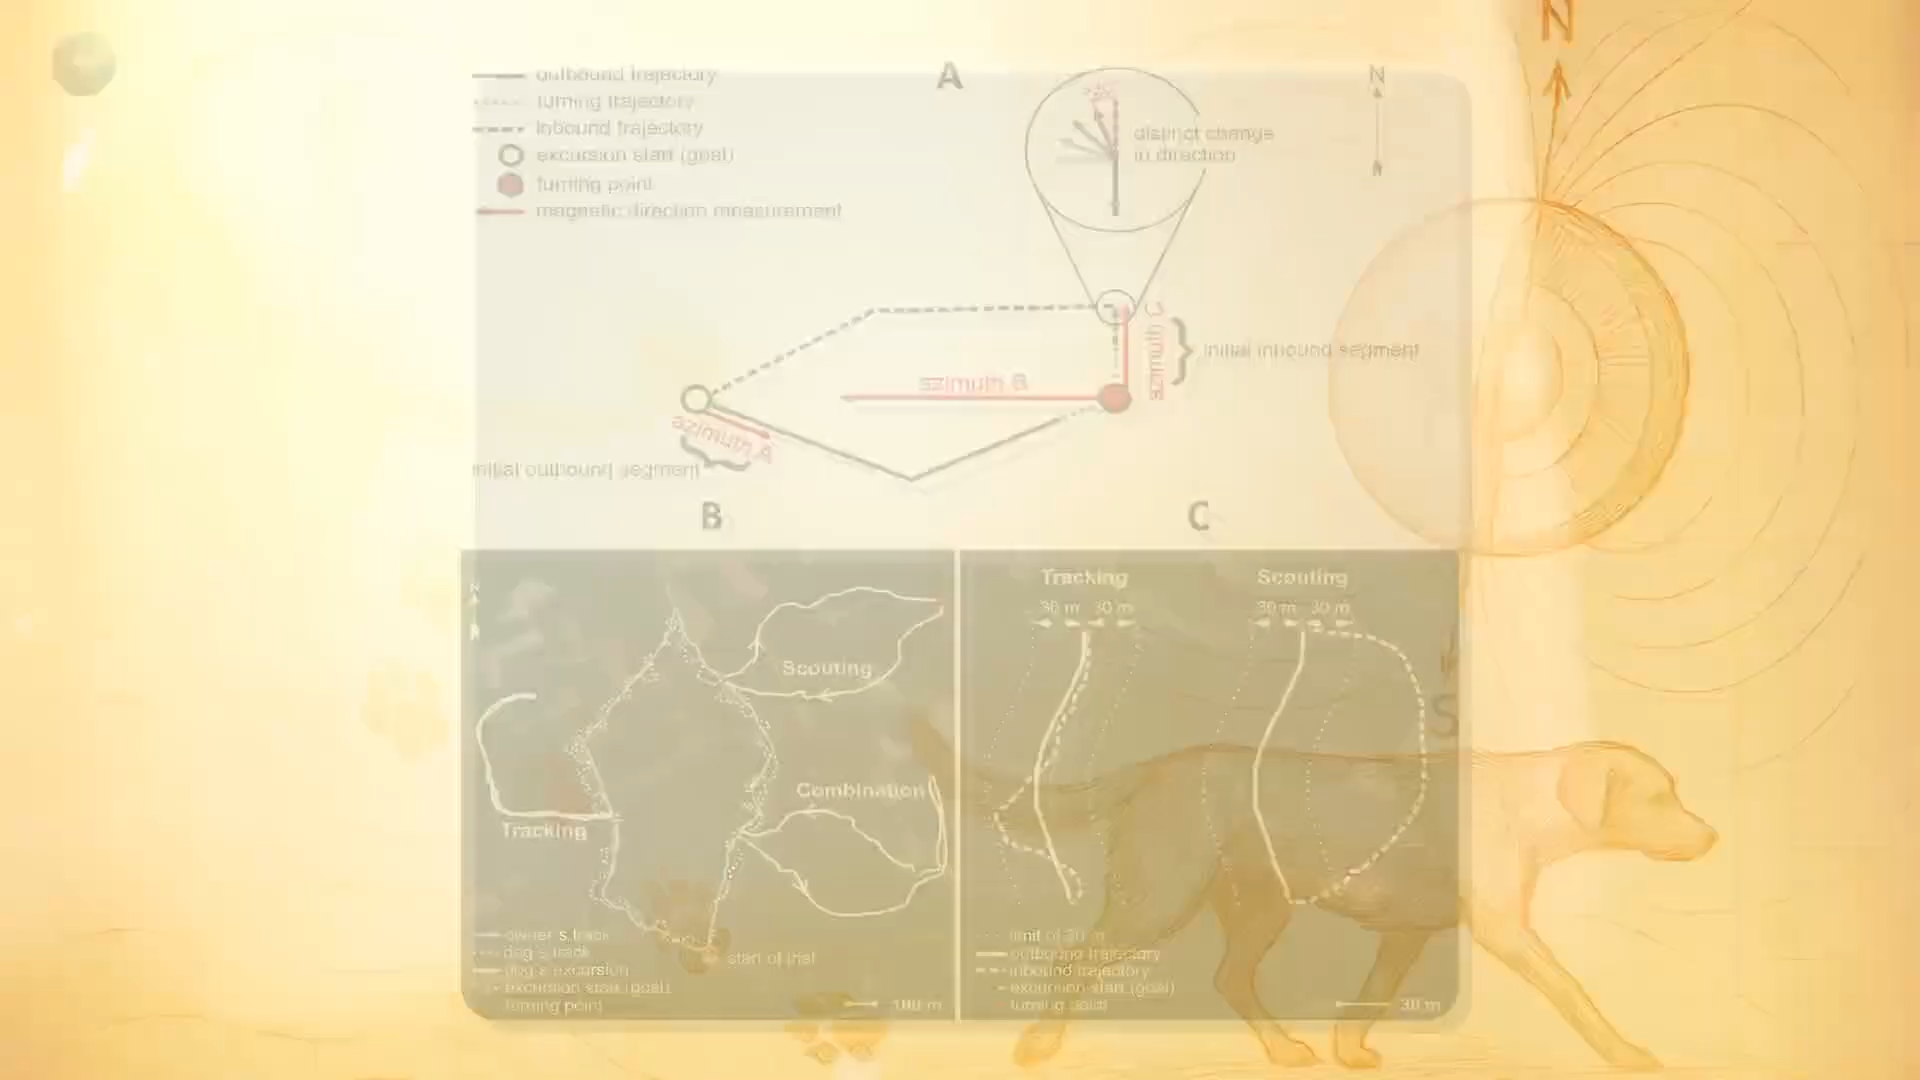 N
outbound trajectory
A
N
turning trajectory
inbound trajectory
distinct change
in direction
excursion start (goal)
turning point
magnetic direction measurement
azimuth C
initial inbound segment
azimuth B
azimuth A
initial outbound segment
B
C
N
Tracking
Scouting
30 m
30 m
30 m
30 m
Scouting
S
Combination
Tracking
owner's track
dog's track
dog's excursion
excursion start (goal)
turning point
start of trial
100 m
limit of 30 m
outbound trajectory
inbound trajectory
excursion start (goal)
turning point
30 m